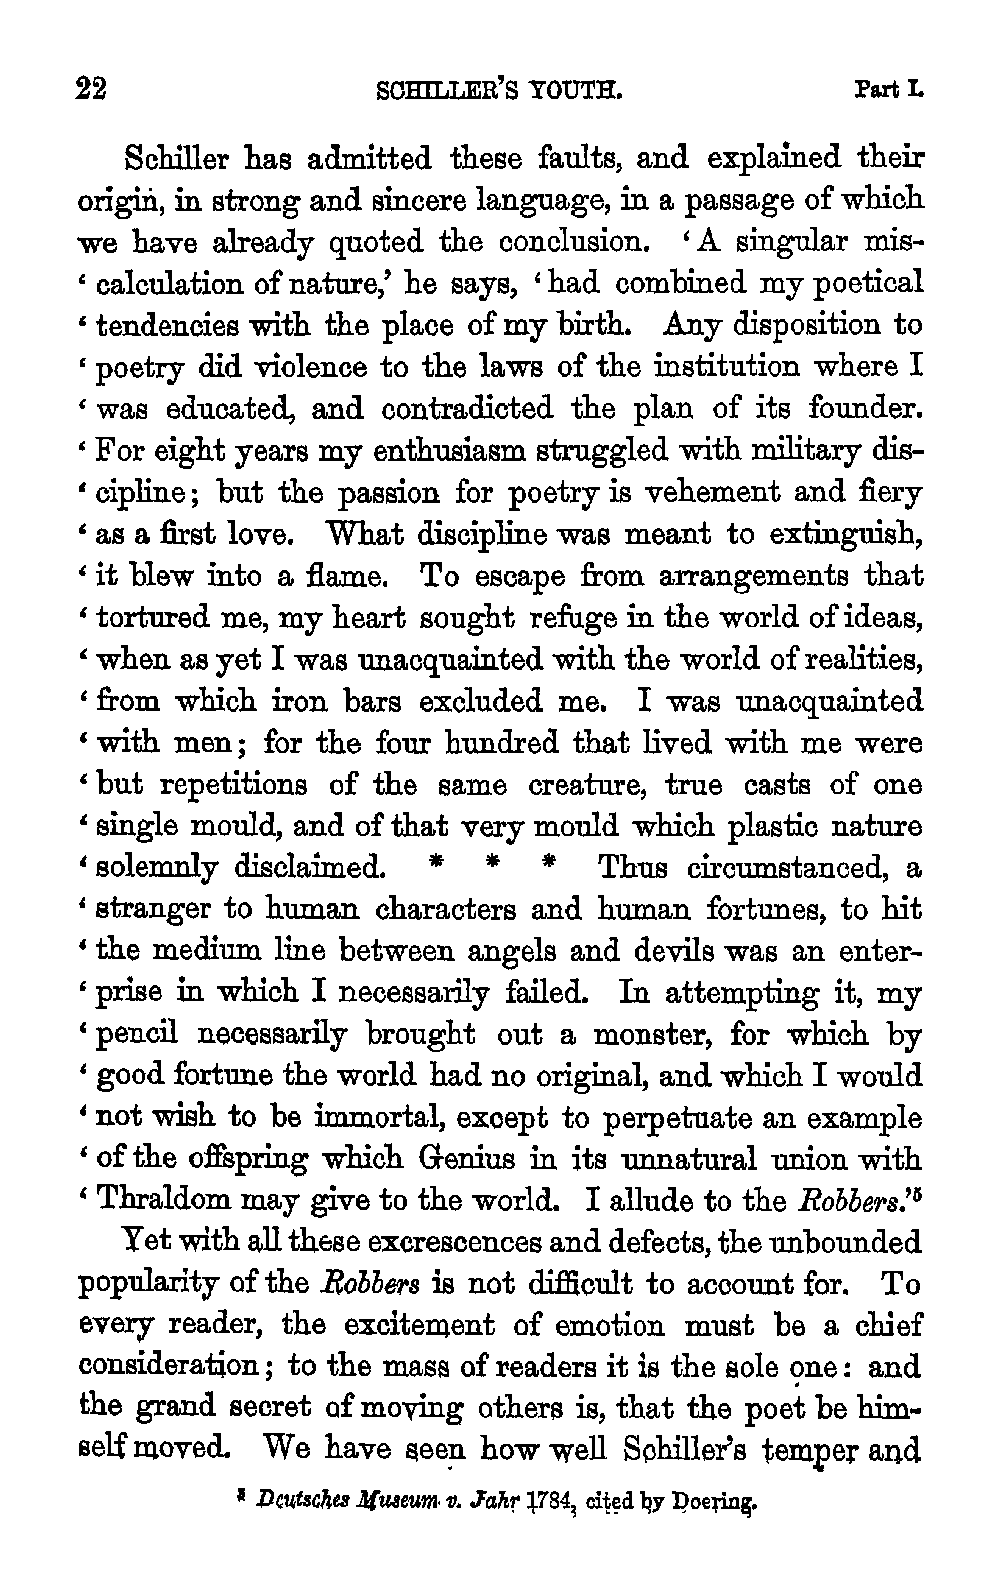 22 SCHILLER'S YOUTH. Part I.
Schiller has admitted these faults, and explained their
origin, in strong and sincere language, in a passage of which
we have already quoted the conclusion. ‘A singular mis-
‘ calculation of nature,’ he says, ‘had combined my poetical
‘ tendencies with the place of my birth. Any disposition to
‘ poetry did violence to the laws of the institution where I
‘ was educated, and contradicted the plan of its founder.
‘ For eight years my enthusiasm struggled with military dis-
‘ cipline; but the passion for poetry is vehement and fiery
‘ as a first love. What discipline was meant to extinguish,
‘ it blew into a flame. To escape from arrangements that
‘ tortured me, my heart sought refuge in the world of ideas,
‘ when as yet I was unacquainted with the world of realities,
‘ from which iron bars excluded me. I was unacquainted
‘ with men; for the four hundred that lived with me were
‘ but repetitions of the same creature, true casts of one
‘ single mould, and of that very mould which plastic nature
‘ solemnly disclaimed. * * * Thus circumstanced, a
‘ stranger to human characters and human fortunes, to hit
‘ the medium line between angels and devils was an enter-
‘ prise in which I necessarily failed. In attempting it, my
‘ pencil necessarily brought out a monster, for which by
‘ good fortune the world had no original, and which I would
‘ not wish to be immortal, except to perpetuate an example
‘ of the offspring which Genius in its unnatural union with
‘ Thraldom may give to the world. I allude to the Robbers.’⁵
Yet with all these excrescences and defects, the unbounded
popularity of the Robbers is not difficult to account for. To
every reader, the excitement of emotion must be a chief
consideration; to the mass of readers it is the sole one: and
the grand secret of moving others is, that the poet be him-
self moved. We have seen how well Schiller's temper and
⁵ Deutsches Museum v. Jahr 1784, cited by Doering.